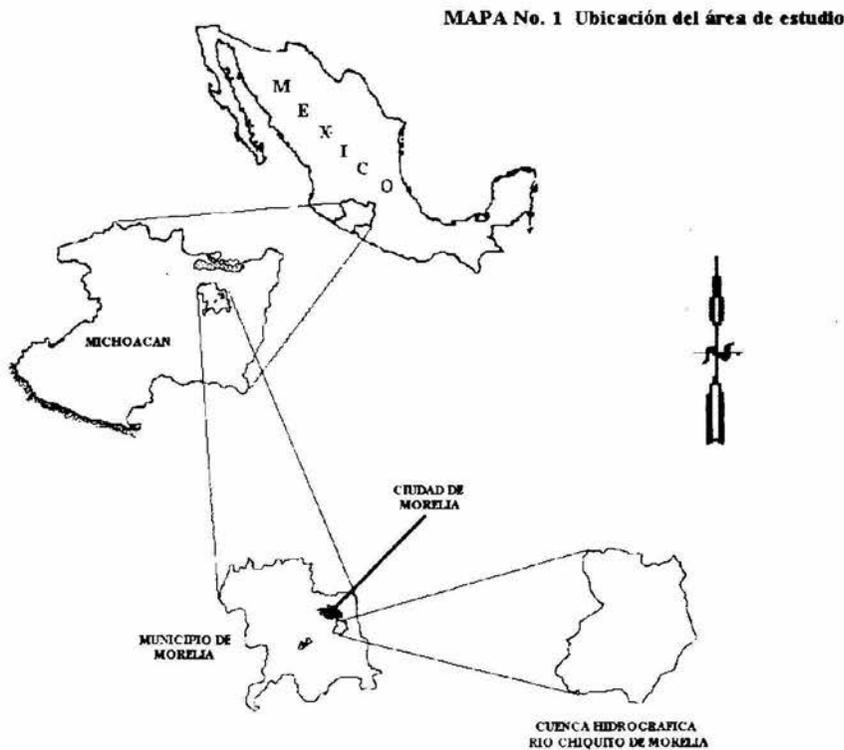 MAPA No. 1 Ubicación del área de estudio
MEXICO
MICHOACAN
CIUDAD DE
MORELIA
MUNICIPIO DE
MORELIA
CUENCA HIDROGRAFICA
RIO CHIQUITO DE MORELIA